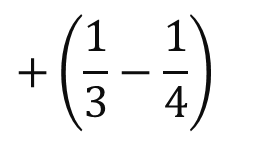 + (1/3 − 1/4)